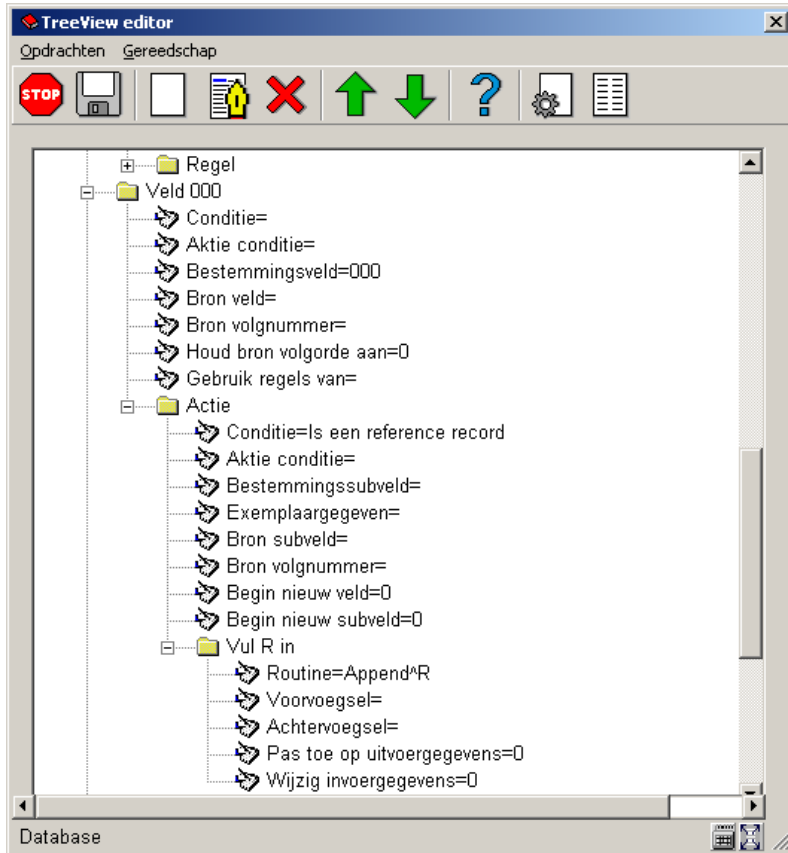 TreeView editor
Opdrachten Gereedschap
STOP
Regel
Veld 000
Conditie=
Aktie conditie=
Bestemmingsveld=000
Bron veld=
Bron volgnummer=
Houd bron volgorde aan=0
Gebruik regels van=
Actie
Conditie=Is een reference record
Aktie conditie=
Bestemmingssubveld=
Exemplaargegeven=
Bron subveld=
Bron volgnummer=
Begin nieuw veld=0
Begin nieuw subveld=0
Vul R in
Routine=Append^R
Voorvoegsel=
Achtervoegsel=
Pas toe op uitvoergegevens=0
Wijzig invoergegevens=0
Database